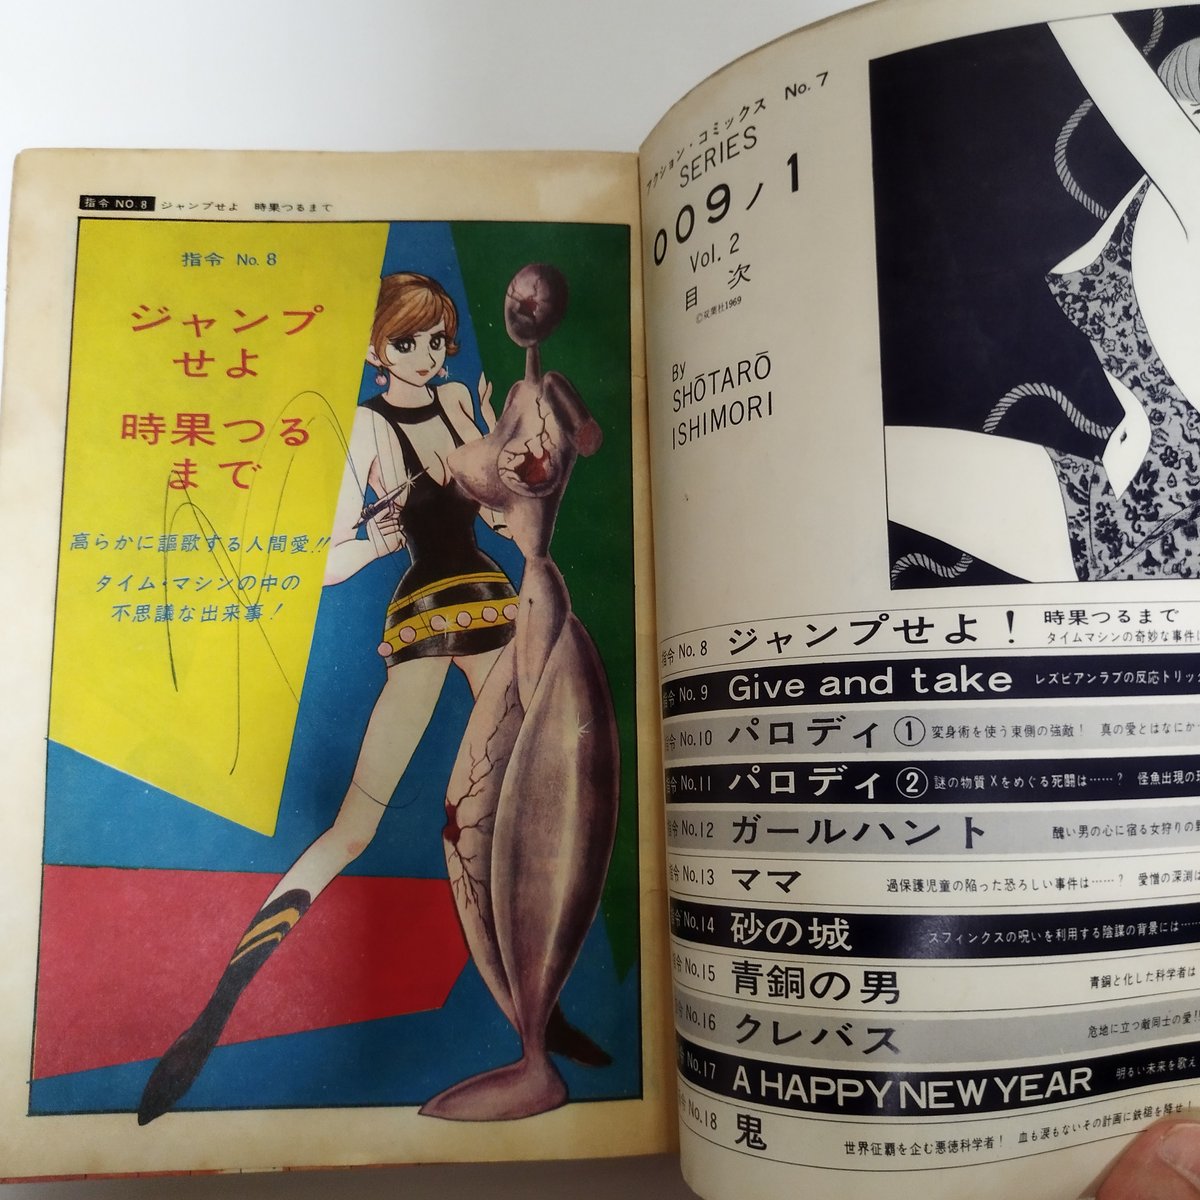 指令 NO.8 ジャンプせよ 時果つるまで
指令 No.8
ジャンプ
せよ
時果つる
まで
高らかに謳歌する人間愛!!
タイム・マシンの中の
不思議な出来事!
アクション・コミックス No.7
SERIES
009ノ1
Vol. 2
目次
©双葉社1969
By
SHŌTARŌ
ISHIMORI
指令 No.8 ジャンプせよ! 時果つるまで
タイムマシンの奇妙な事件
指令 No.9 Give and take レズビアンラブの反応トリッ
指令 No.10 パロディ① 変身術を使う東側の強敵! 真の愛とはなにか
指令 No.11 パロディ② 謎の物質Xをめぐる死闘は……? 怪魚出現の
指令 No.12 ガールハント 醜い男の心に宿る女狩りの
指令 No.13 ママ 過保護児童の陥った恐ろしい事件は……? 愛憎の深渕は
指令 No.14 砂の城 スフィンクスの呪いを利用する陰謀の背景には…
指令 No.15 青銅の男 青銅と化した科学者は
指令 No.16 クレバス 危地に立つ敵同士の愛!!
指令 No.17 A HAPPY NEW YEAR 明るい未来を歌え
指令 No.18 鬼 世界征覇を企む悪徳科学者! 血も涙もないその計画に鉄槌を降せ!